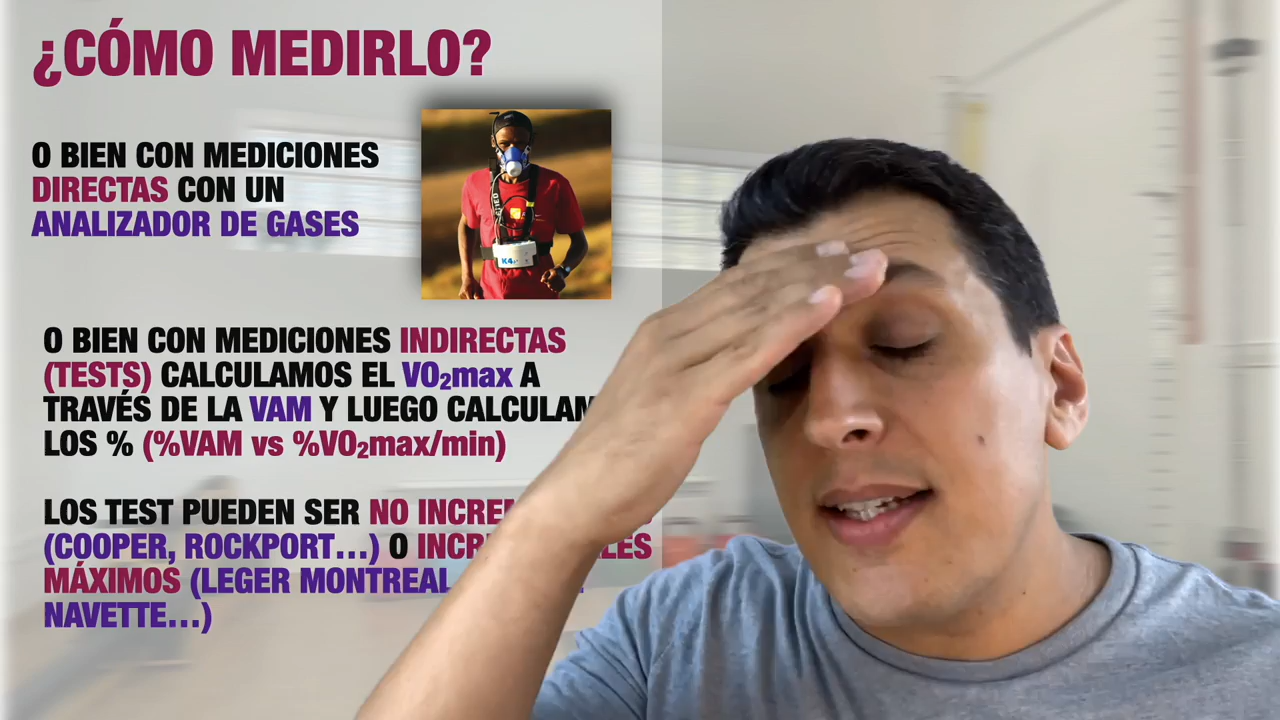 ¿CÓMO MEDIRLO?
O BIEN CON MEDICIONES
DIRECTAS CON UN
ANALIZADOR DE GASES
K4
O BIEN CON MEDICIONES INDIRECTAS
(TESTS) CALCULAMOS EL VO₂max A
TRAVÉS DE LA VAM Y LUEGO
LOS % (%VAM vs %VO₂max/min)
LOS TEST PUEDEN SER NO
(COOPER, ROCKPORT...) O
MÁXIMOS (LEGER MONTREAL
NAVETTE...)